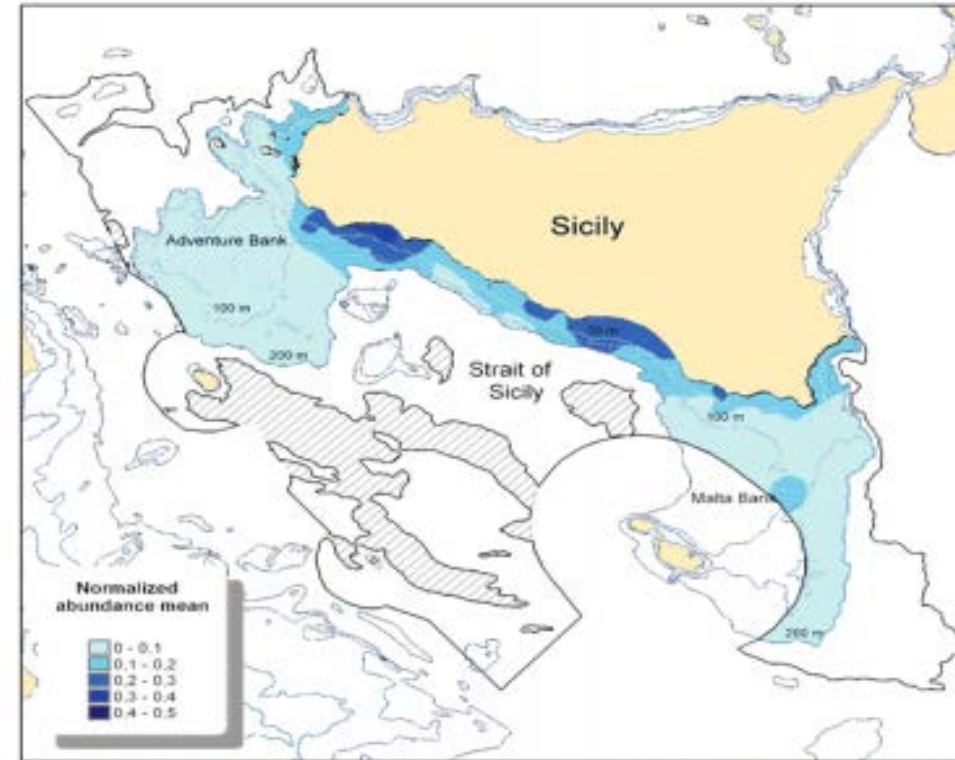 Sicily
Adventure Bank
100 m
200 m
50 m
Strait of
Sicily
100 m
Malta Bank
200 m
Normalized
abundance mean
0 - 0.1
0.1 - 0.2
0.2 - 0.3
0.3 - 0.4
0.4 - 0.5